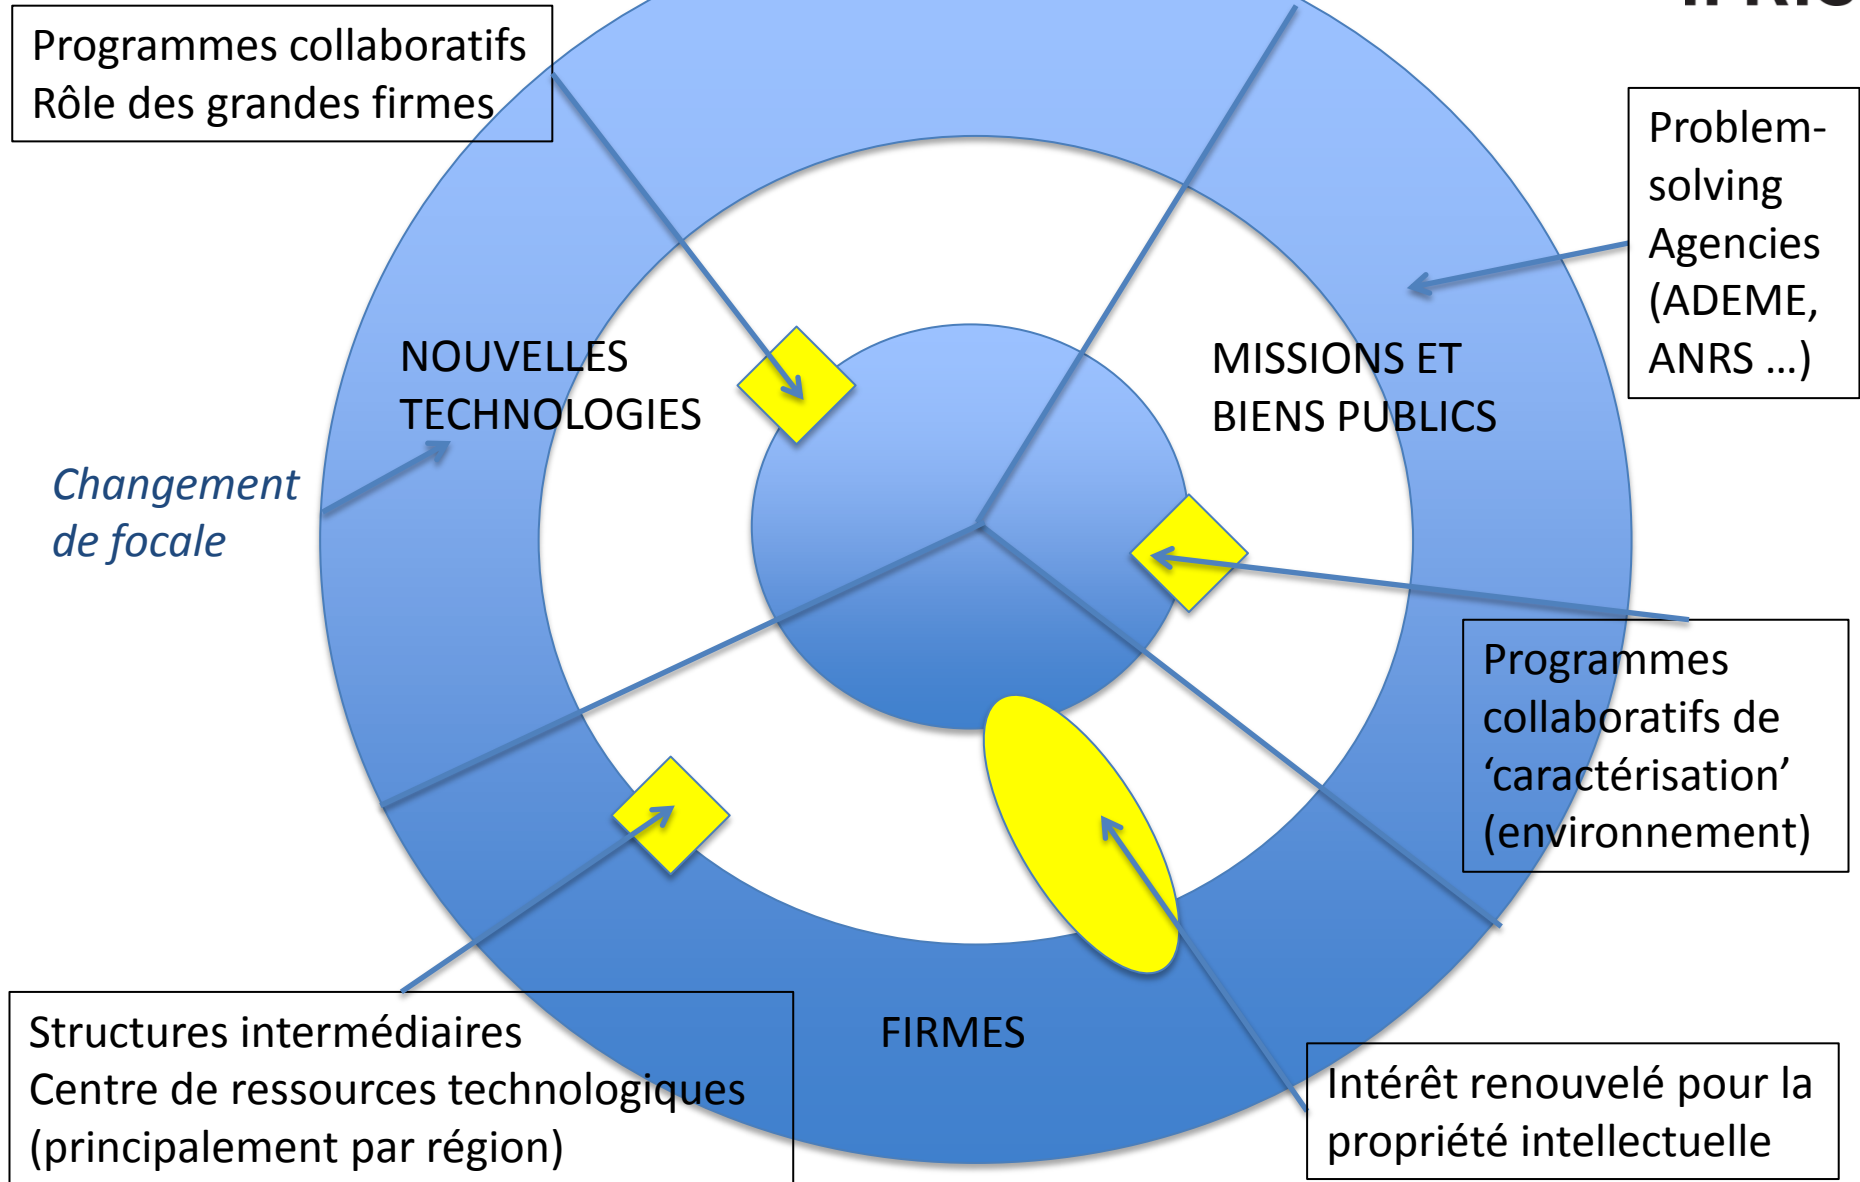 Programmes collaboratifs
Rôle des grandes firmes
Problem-
solving
Agencies
(ADEME,
ANRS …)
NOUVELLES
TECHNOLOGIES
MISSIONS ET
BIENS PUBLICS
Changement
de focale
Programmes
collaboratifs de
‘caractérisation’
(environnement)
Structures intermédiaires
Centre de ressources technologiques
(principalement par région)
FIRMES
Intérêt renouvelé pour la
propriété intellectuelle